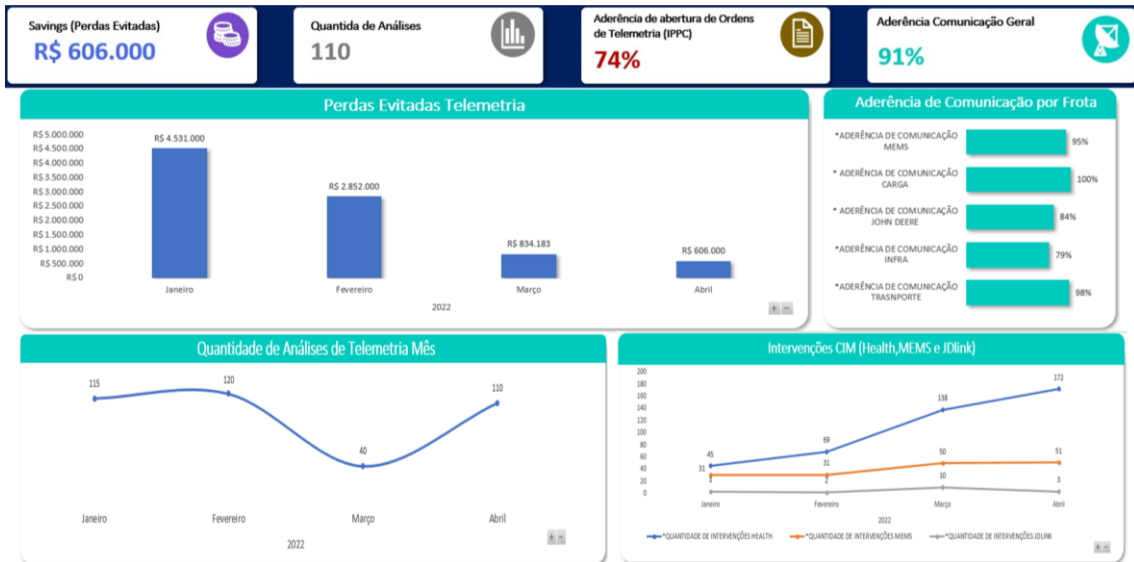 Savings (Perdas Evitadas)
R$ 606.000
Quantida de Análises
110
Aderência de abertura de Ordens
de Telemetria (IPPC)
74%
Aderência Comunicação Geral
91%
Perdas Evitadas Telemetria
R$ 5.000.000
R$ 4.500.000
R$ 4.000.000
R$ 3.500.000
R$ 3.000.000
R$ 2.500.000
R$ 2.000.000
R$ 1.500.000
R$ 1.000.000
R$ 500.000
R$ 0
R$ 4.531.000
R$ 2.852.000
R$ 834.183
R$ 606.000
Janeiro
Fevereiro
Março
Abril
2022
+ −
Aderência de Comunicação por Frota
*ADERÊNCIA DE COMUNICAÇÃO
MEMS
95%
* ADERÊNCIA DE COMUNICAÇÃO
CARGA
100%
* ADERÊNCIA DE COMUNICAÇÃO
JOHN DEERE
84%
*ADERÊNCIA DE COMUNICAÇÃO
INFRA
79%
*ADERÊNCIA DE COMUNICAÇÃO
TRASNPORTE
98%
Quantidade de Análises de Telemetria Mês
115
120
40
110
Janeiro
Fevereiro
Março
Abril
2022
+ −
Intervenções CIM (Health,MEMS e JDlink)
200
180
160
140
120
100
80
60
40
20
0
45
69
138
172
31
31
50
51
3
2
10
3
Janeiro
Fevereiro
Março
Abril
2022
*QUANTIDADE DE INTERVENÇÕES HEALTH
*QUANTIDADE DE INTERVENÇÕES MEMS
*QUANTIDADE DE INTERVENÇÕES JDLINK
+ −